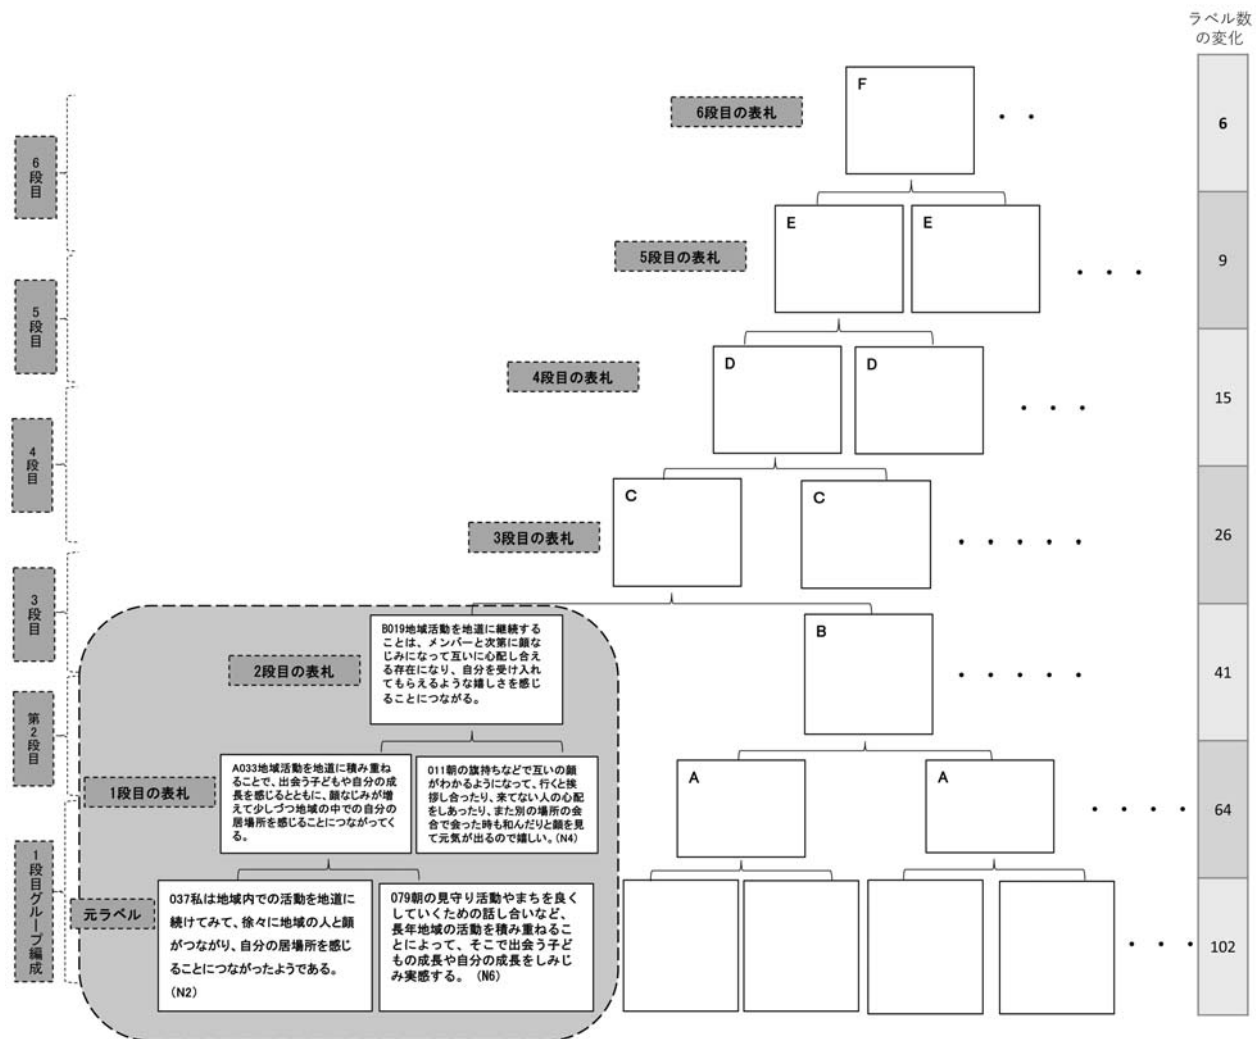 ラベル数
の変化
F
6段目の表札
6
6段目
E
E
5段目の表札
9
5段目
D
D
4段目の表札
15
4段目
C
C
3段目の表札
26
3段目
B019地域活動を地道に継続する
ことは、メンバーと次第に顔な
じみになって互いに心配し合え
る存在になり、自分を受け入れ
てもらえるような嬉しさを感じ
ることにつながる。
B
2段目の表札
41
第2段目
A033地域活動を地道に積み重ね
ることで、出会う子どもや自分の成
長を感じるとともに、顔なじみが増
えて少しづつ地域の中での自分の
居場所を感じることにつながってく
る。
011朝の旗持ちなどで互いの顔
がわかるようになって、行くと挨
拶し合ったり、来てない人の心配
をしあったり、また別の場所の会
合で会った時も和んだりと顔を見
て元気が出るので嬉しい。(N4)
A
A
1段目の表札
64
1段目グループ編成
元ラベル
037私は地域内での活動を地道に
続けてみて、徐々に地域の人と顔
がつながり、自分の居場所を感じ
ることにつながったようである。
(N2)
079朝の見守り活動やまちを良く
していくための話し合いなど、
長年地域の活動を積み重ねるこ
とによって、そこで出会う子ど
もの成長や自分の成長をしみじ
み実感する。 (N6)
102